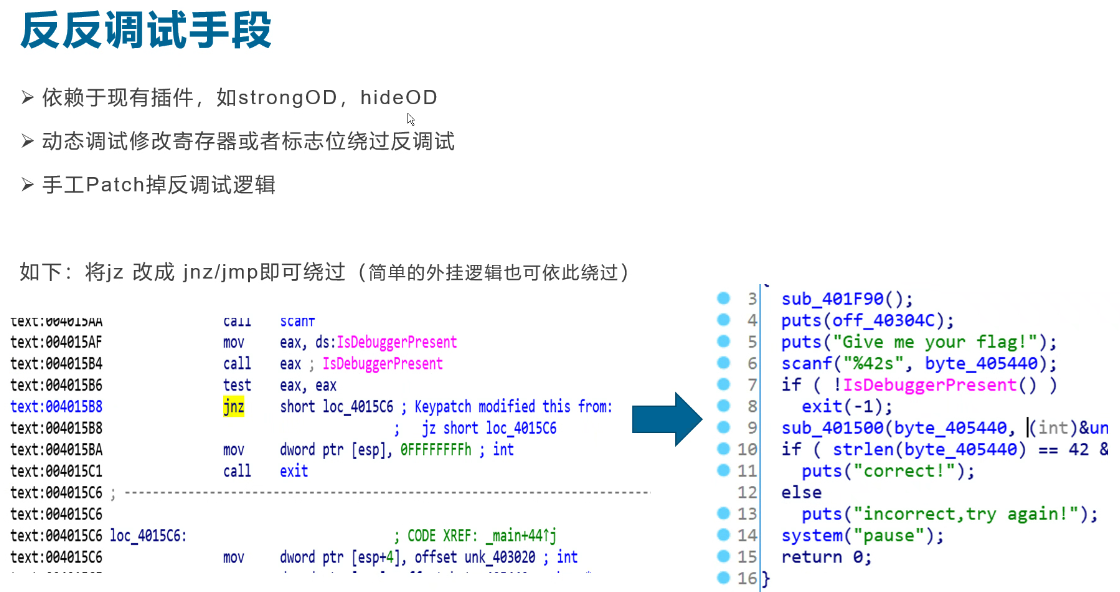 反反调试手段
➢ 依赖于现有插件，如strongOD，hideOD
➢ 动态调试修改寄存器或者标志位绕过反调试
➢ 手工Patch掉反调试逻辑
如下：将jz 改成 jnz/jmp即可绕过（简单的外挂逻辑也可依此绕过）
text:004015AA call scanf
text:004015AF mov eax, ds:IsDebuggerPresent
text:004015B4 call eax ; IsDebuggerPresent
text:004015B6 test eax, eax
text:004015B8 jnz short loc_4015C6 ; Keypatch modified this from:
text:004015B8 ; jz short loc_4015C6
text:004015BA mov dword ptr [esp], 0FFFFFFFFh ; int
text:004015C1 call exit
text:004015C6 ; ---------------------------------------------------------------------------
text:004015C6
text:004015C6 loc_4015C6: ; CODE XREF: _main+44↑j
text:004015C6 mov dword ptr [esp+4], offset unk_403020 ; int
3 sub_401F90();
4 puts(off_40304C);
5 puts("Give me your flag!");
6 scanf("%42s", byte_405440);
7 if ( !IsDebuggerPresent() )
8 exit(-1);
9 sub_401500(byte_405440, (int)&un
10 if ( strlen(byte_405440) == 42 &
11 puts("correct!");
12 else
13 puts("incorrect,try again!");
14 system("pause");
15 return 0;
16 }